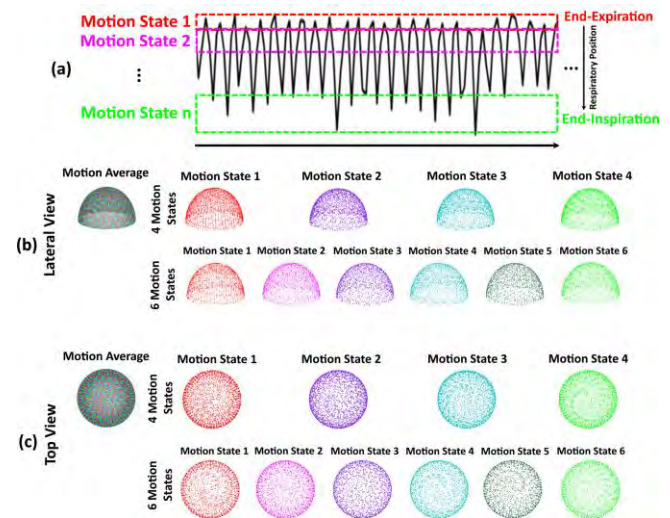 Motion State 1
End-Expiration
Motion State 2
(a)
...
...
Respiratory Position
Motion State n
End-Inspiration
Motion Average
Motion State 1
Motion State 2
Motion State 3
Motion State 4
4 Motion
States
(b)
Lateral View
Motion State 1
Motion State 2
Motion State 3
Motion State 4
Motion State 5
Motion State 6
6 Motion
States
Motion Average
Motion State 1
Motion State 2
Motion State 3
Motion State 4
4 Motion
States
(c)
Top View
Motion State 1
Motion State 2
Motion State 3
Motion State 4
Motion State 5
Motion State 6
6 Motion
States